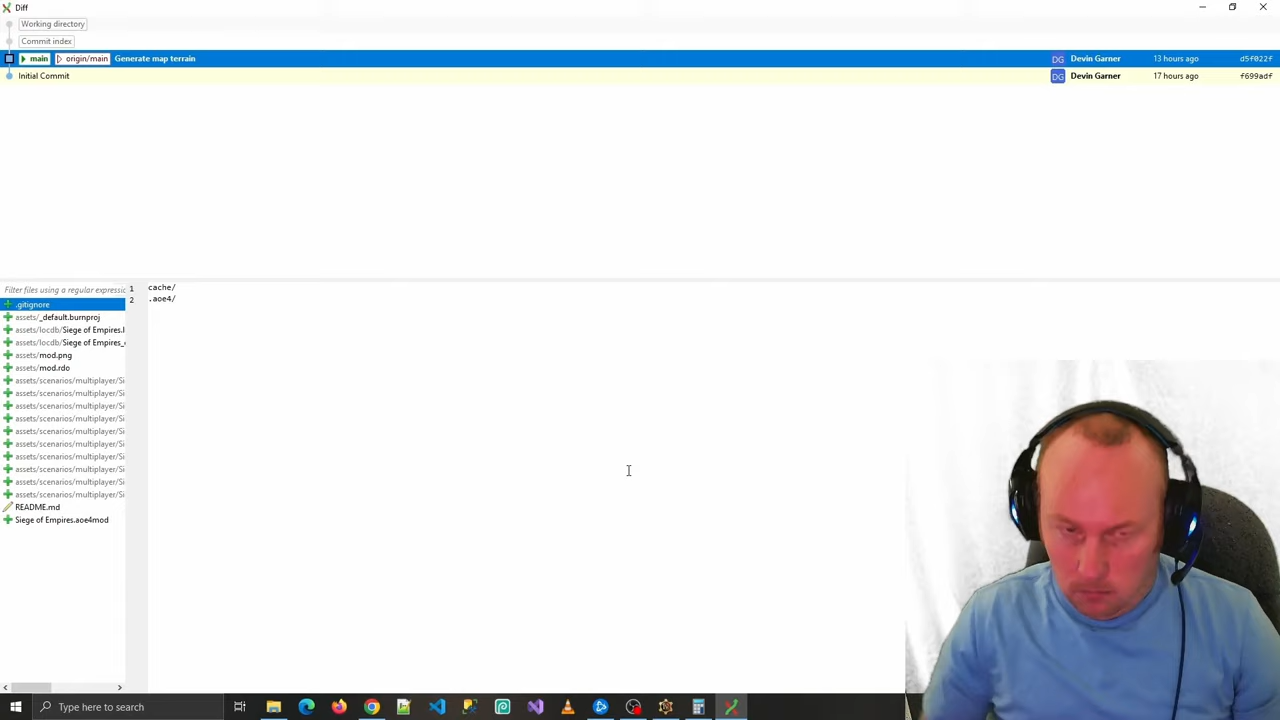 Diff
Working directory
Commit index
main origin/main Generate map terrain DG Devin Garner 13 hours ago d5f022f
Initial Commit DG Devin Garner 17 hours ago f699adf
Filter files using a regular expressio
.gitignore
assets/_default.burnproj
assets/locdb/Siege of Empires.l
assets/locdb/Siege of Empires_
assets/mod.png
assets/mod.rdo
assets/scenarios/multiplayer/Si
assets/scenarios/multiplayer/Si
assets/scenarios/multiplayer/Si
assets/scenarios/multiplayer/Si
assets/scenarios/multiplayer/Si
assets/scenarios/multiplayer/Si
assets/scenarios/multiplayer/Si
assets/scenarios/multiplayer/Si
assets/scenarios/multiplayer/Si
assets/scenarios/multiplayer/Si
README.md
Siege of Empires.aoe4mod
1 cache/
2 .aoe4/
Type here to search